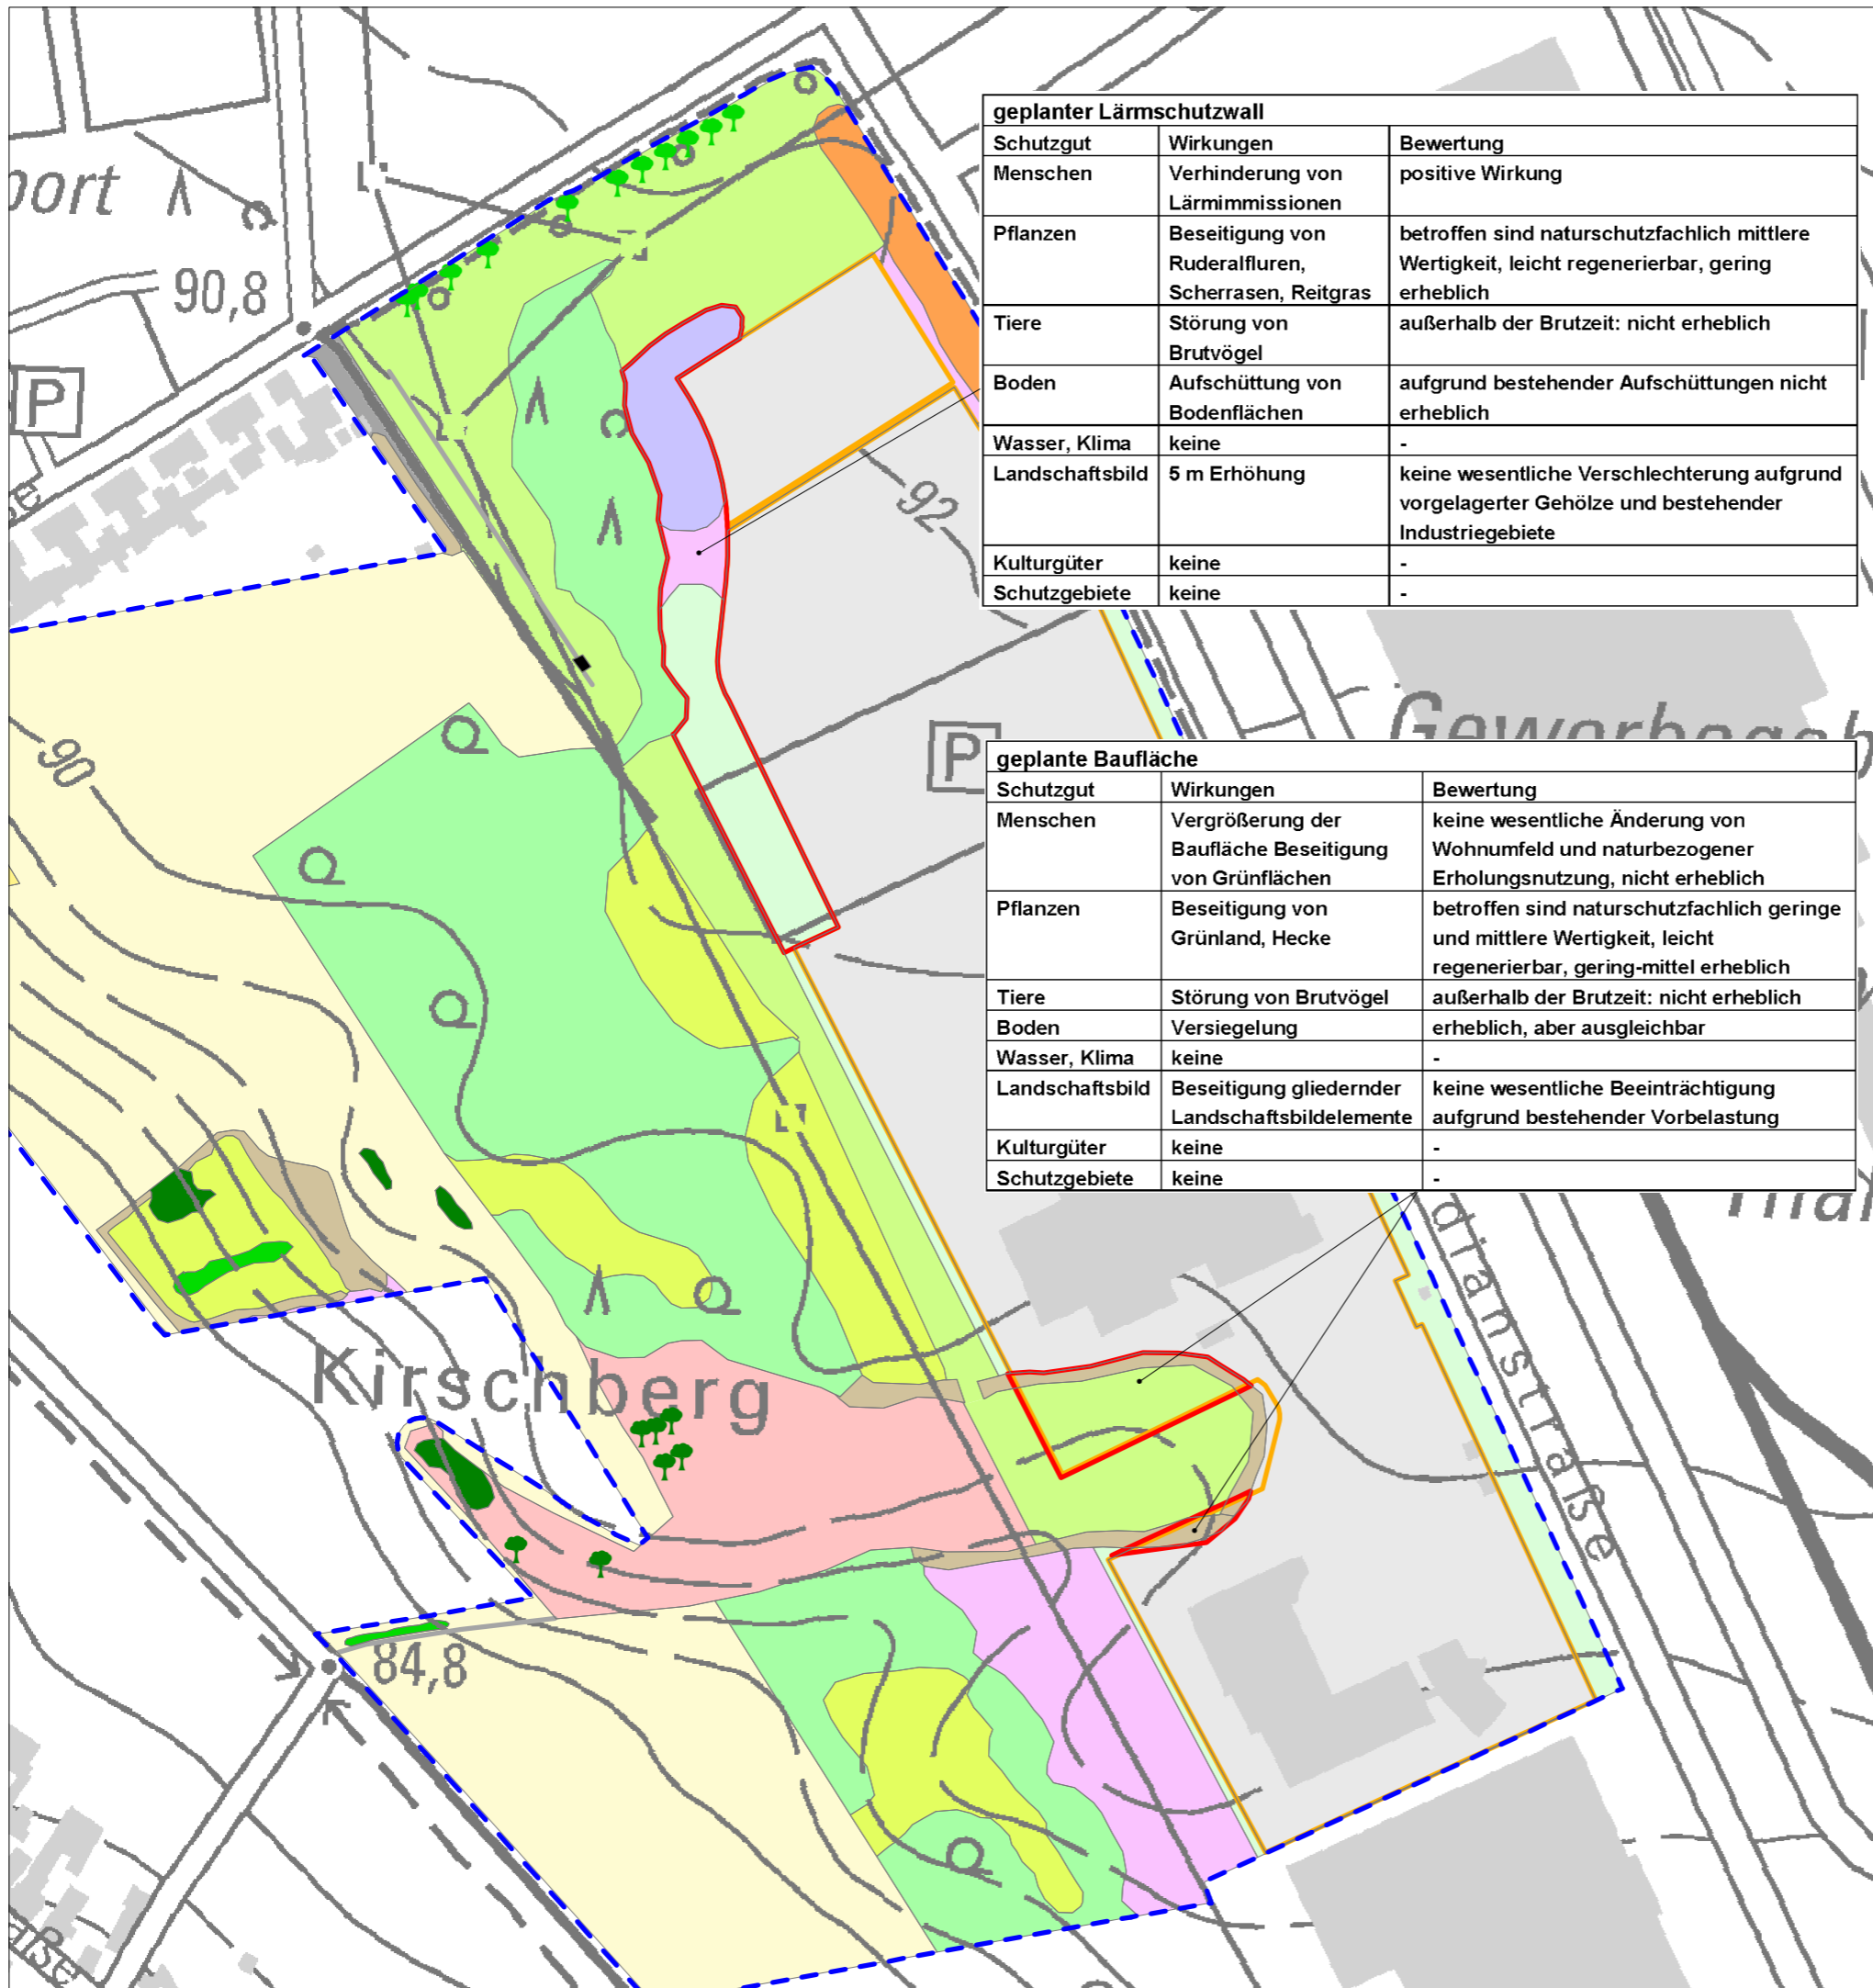 port
90,8
P
geplanter Lärmschutzwall
Schutzgut Wirkungen Bewertung
Menschen Verhinderung von positive Wirkung
Lärmimmissionen
Pflanzen Beseitigung von betroffen sind naturschutzfachlich mittlere
Ruderalfluren, Wertigkeit, leicht regenerierbar, gering
Scherrasen, Reitgras erheblich
Tiere Störung von außerhalb der Brutzeit: nicht erheblich
Brutvögel
Boden Aufschüttung von aufgrund bestehender Aufschüttungen nicht
Bodenflächen erheblich
Wasser, Klima keine -
Landschaftsbild 5 m Erhöhung keine wesentliche Verschlechterung aufgrund
vorgelagerter Gehölze und bestehender
Industriegebiete
Kulturgüter keine -
Schutzgebiete keine -
92
90
P
Gewerbegeb
geplante Baufläche
Schutzgut Wirkungen Bewertung
Menschen Vergrößerung der keine wesentliche Änderung von
Baufläche Beseitigung Wohnumfeld und naturbezogener
von Grünflächen Erholungsnutzung, nicht erheblich
Pflanzen Beseitigung von betroffen sind naturschutzfachlich geringe
Grünland, Hecke und mittlere Wertigkeit, leicht
regenerierbar, gering-mittel erheblich
Tiere Störung von Brutvögel außerhalb der Brutzeit: nicht erheblich
Boden Versiegelung erheblich, aber ausgleichbar
Wasser, Klima keine -
Landschaftsbild Beseitigung gliedernder keine wesentliche Beeinträchtigung
Landschaftsbildelemente aufgrund bestehender Vorbelastung
Kulturgüter keine -
Schutzgebiete keine -
dianstraße
Kirschberg
84,8